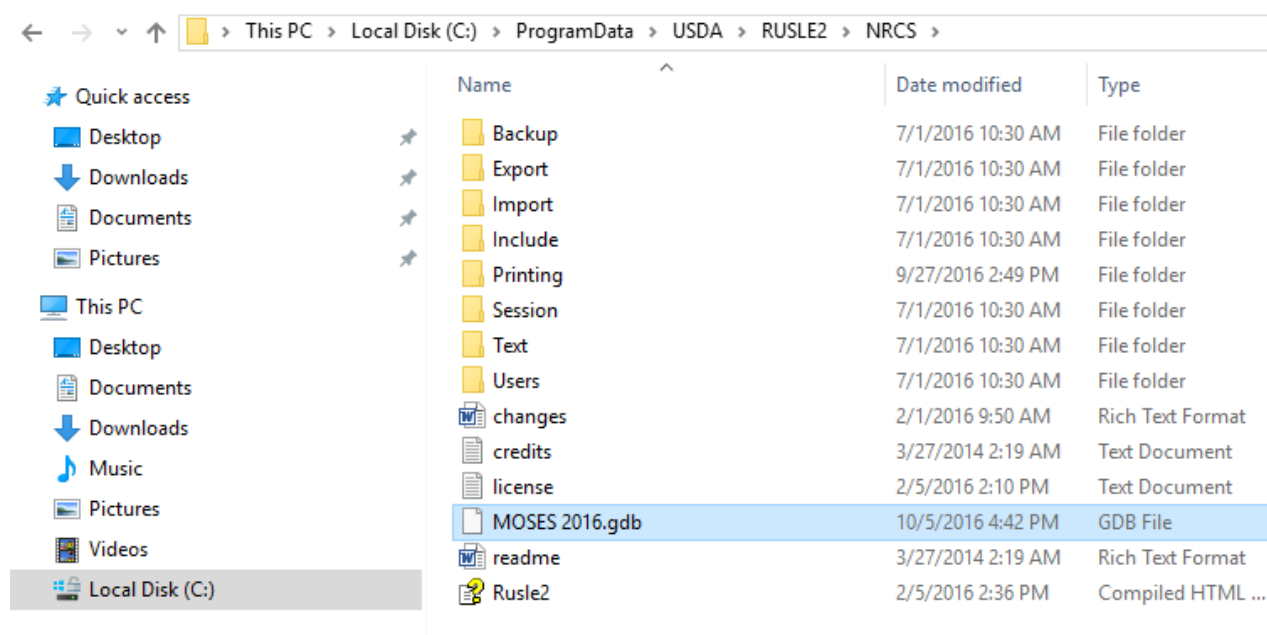 This PC > Local Disk (C:) > ProgramData > USDA > RUSLE2 > NRCS >
Quick access
Desktop
Downloads
Documents
Pictures
This PC
Desktop
Documents
Downloads
Music
Pictures
Videos
Local Disk (C:)
Name Date modified Type
Backup 7/1/2016 10:30 AM File folder
Export 7/1/2016 10:30 AM File folder
Import 7/1/2016 10:30 AM File folder
Include 7/1/2016 10:30 AM File folder
Printing 9/27/2016 2:49 PM File folder
Session 7/1/2016 10:30 AM File folder
Text 7/1/2016 10:30 AM File folder
Users 7/1/2016 10:30 AM File folder
changes 2/1/2016 9:50 AM Rich Text Format
credits 3/27/2014 2:19 AM Text Document
license 2/5/2016 2:10 PM Text Document
MOSES 2016.gdb 10/5/2016 4:42 PM GDB File
readme 3/27/2014 2:19 AM Rich Text Format
Rusle2 2/5/2016 2:36 PM Compiled HTML ...